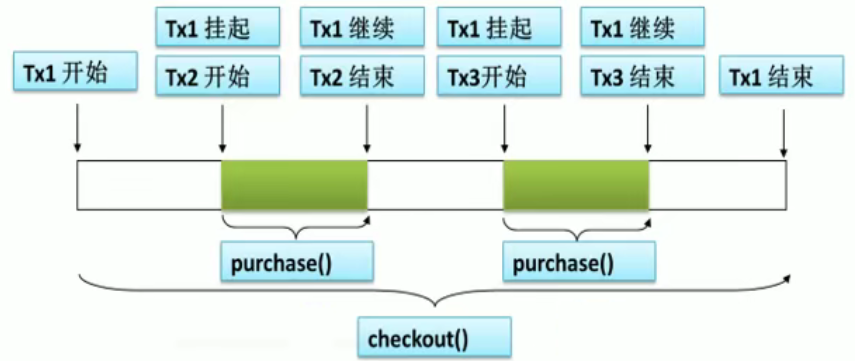 Tx1 挂起
Tx1 继续
Tx1 挂起
Tx1 继续
Tx1 开始
Tx2 开始
Tx2 结束
Tx3开始
Tx3 结束
Tx1 结束
purchase()
purchase()
checkout()